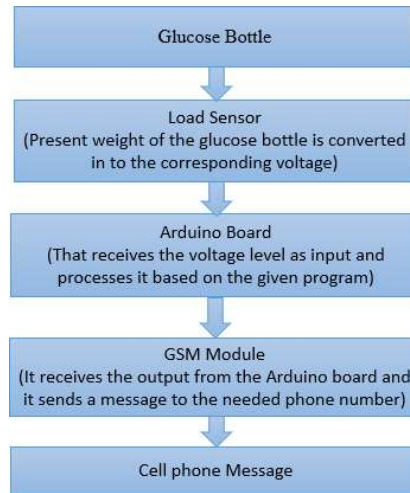 Glucose Bottle
Load Sensor
(Present weight of the glucose bottle is converted
in to the corresponding voltage)
Arduino Board
(That receives the voltage level as input and
processes it based on the given program)
GSM Module
(It receives the output from the Arduino board and
it sends a message to the needed phone number)
Cell phone Message